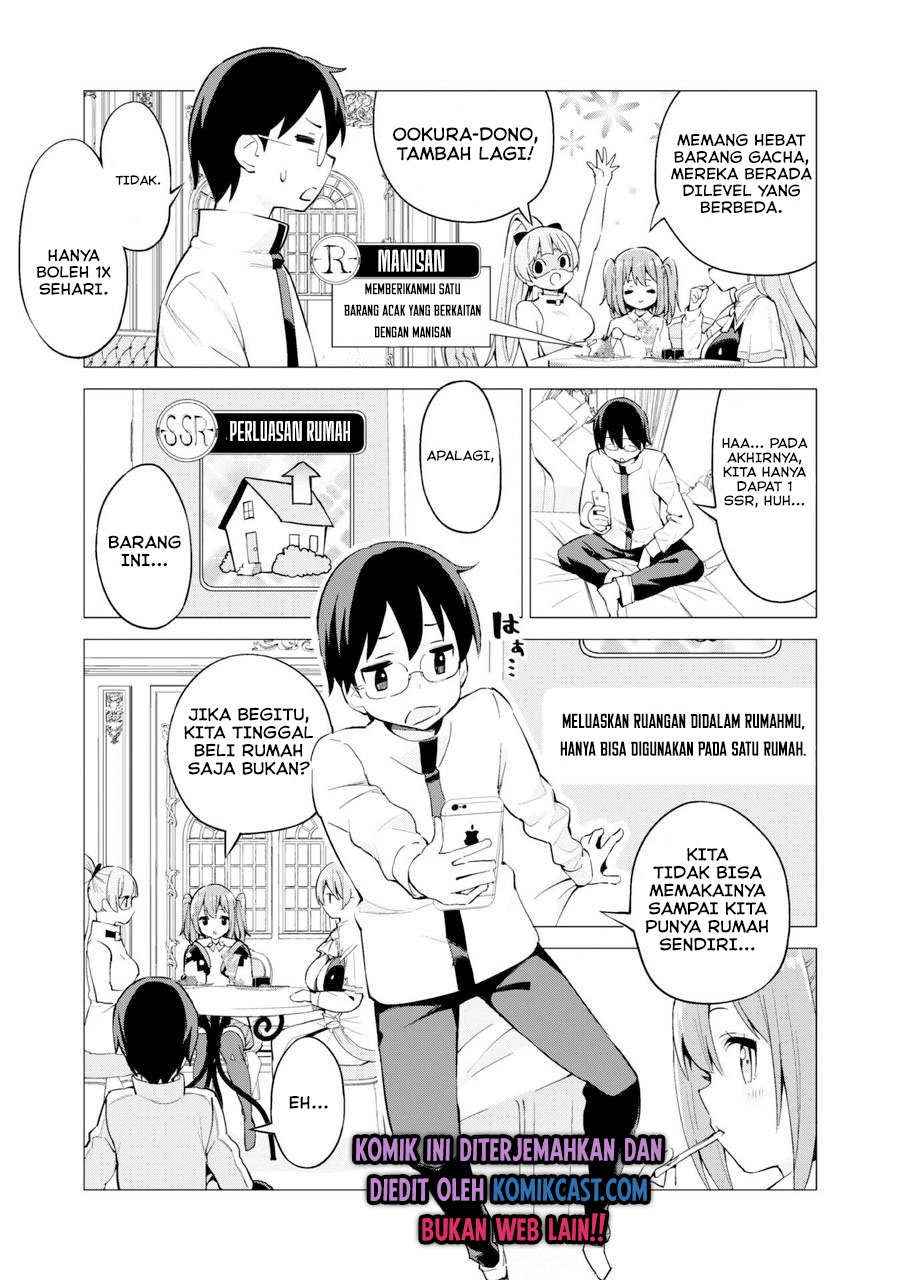 MEMANG HEBAT
BARANG GACHA,
MEREKA BERADA
DILEVEL YANG
BERBEDA.
OOKURA-DONO,
TAMBAH LAGI!
R
MANISAN
MEMBERIKANMU SATU
BARANG ACAK YANG BERKAITAN
DENGAN MANISAN
TIDAK.
HANYA
BOLEH 1X
SEHARI.
HAA... PADA
AKHIRNYA,
KITA HANYA
DAPAT 1
SSR, HUH...
APALAGI,
SSR
PERLUASAN RUMAH
BARANG
INI...
はぁ…
MELUASKAN RUANGAN DIDALAM RUMAHMU,
HANYA BISA DIGUNAKAN PADA SATU RUMAH.
KITA
TIDAK BISA
MEMAKAINYA
SAMPAI KITA
PUNYA RUMAH
SENDIRI...
JIKA BEGITU,
KITA TINGGAL
BELI RUMAH
SAJA BUKAN?
EH...
KOMIK INI DITERJEMAHKAN DAN
DIEDIT OLEH KOMIKCAST.COM
BUKAN WEB LAIN!!